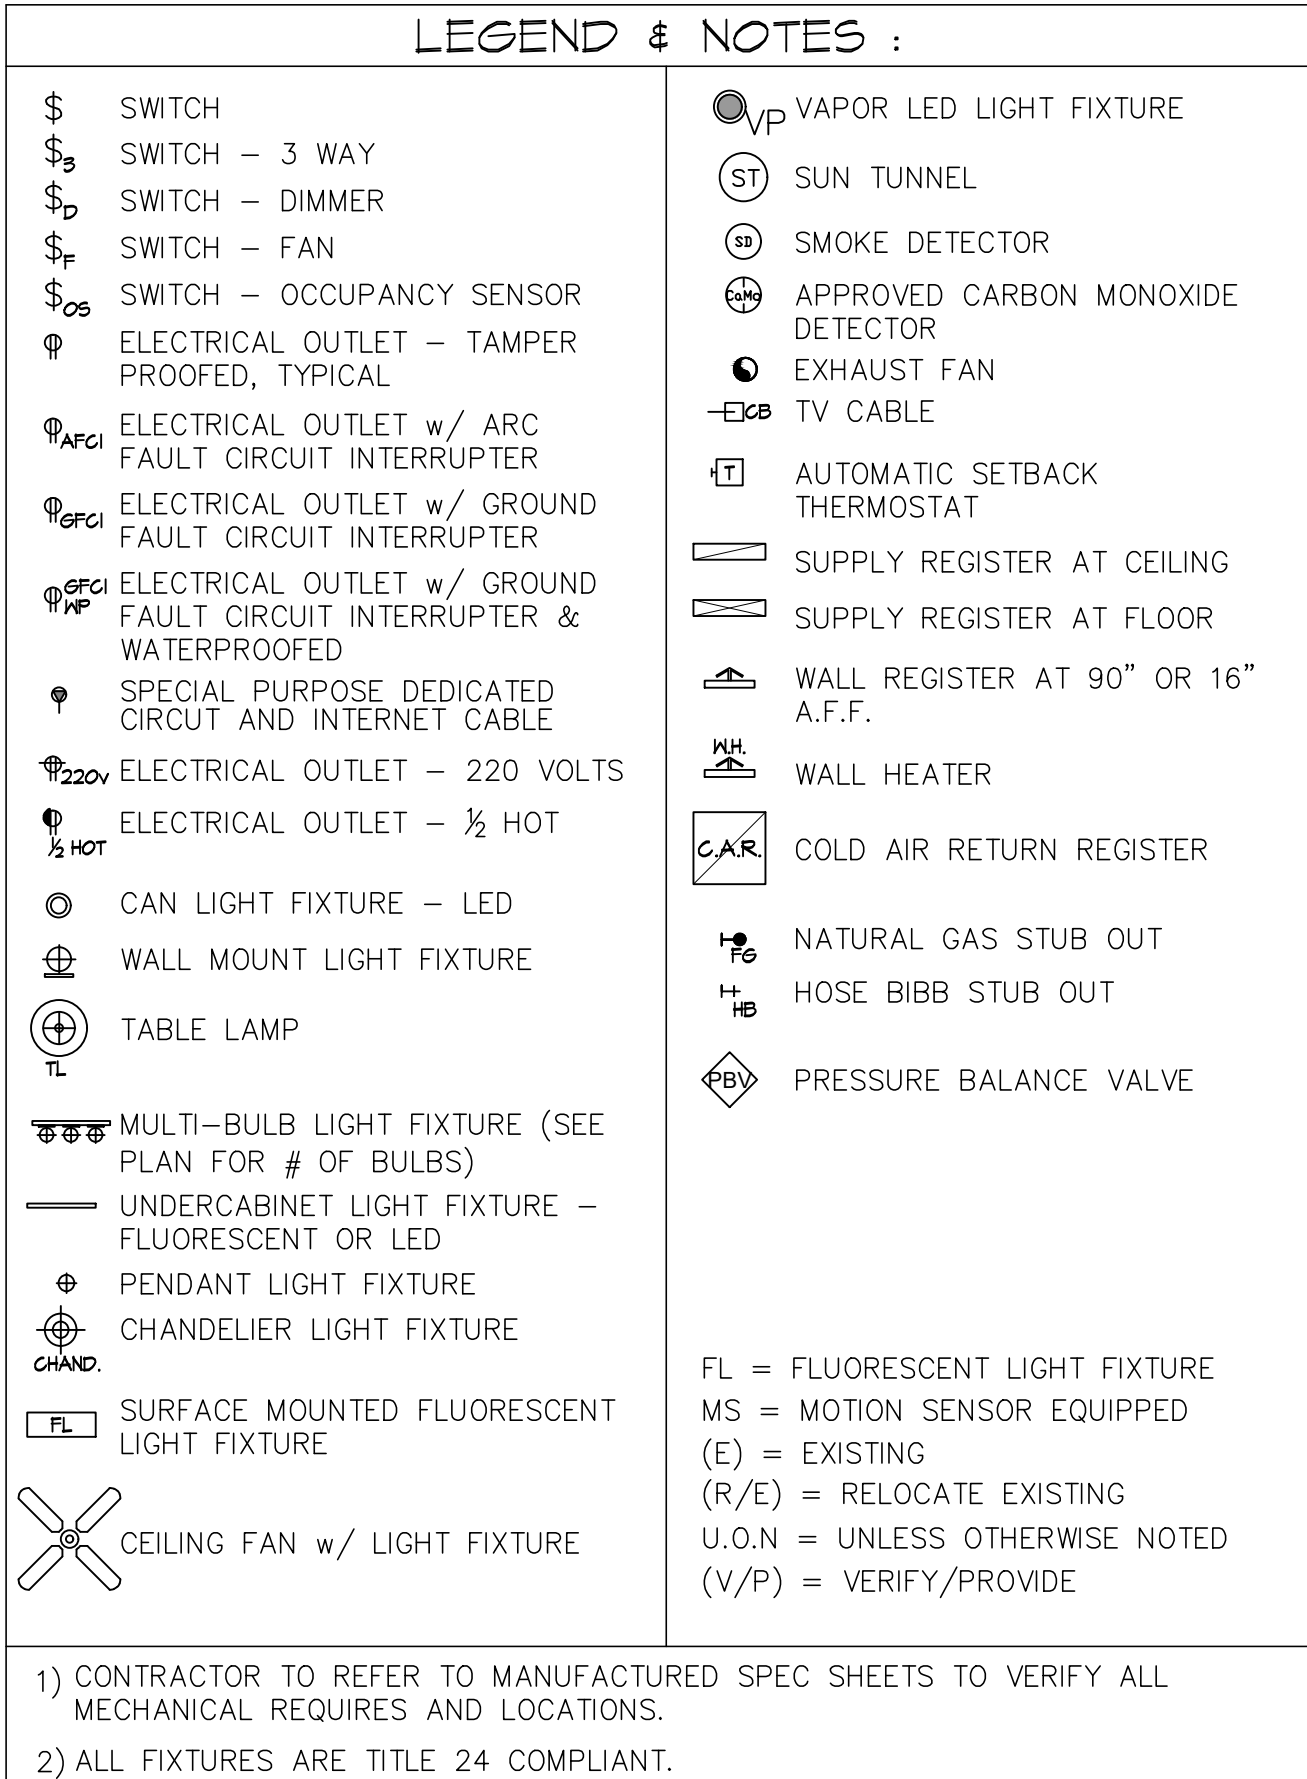 LEGEND & NOTES :
$ SWITCH
$3 SWITCH – 3 WAY
$D SWITCH – DIMMER
$F SWITCH – FAN
$OS SWITCH – OCCUPANCY SENSOR
ELECTRICAL OUTLET – TAMPER
PROOFED, TYPICAL
AFCI ELECTRICAL OUTLET w/ ARC
FAULT CIRCUIT INTERRUPTER
GFCI ELECTRICAL OUTLET w/ GROUND
FAULT CIRCUIT INTERRUPTER
GFCI ELECTRICAL OUTLET w/ GROUND
WP FAULT CIRCUIT INTERRUPTER &
WATERPROOFED
SPECIAL PURPOSE DEDICATED
CIRCUT AND INTERNET CABLE
220V ELECTRICAL OUTLET – 220 VOLTS
ELECTRICAL OUTLET – ½ HOT
½ HOT
CAN LIGHT FIXTURE – LED
WALL MOUNT LIGHT FIXTURE
TABLE LAMP
TL
MULTI–BULB LIGHT FIXTURE (SEE
PLAN FOR # OF BULBS)
UNDERCABINET LIGHT FIXTURE –
FLUORESCENT OR LED
PENDANT LIGHT FIXTURE
CHANDELIER LIGHT FIXTURE
CHAND.
FL SURFACE MOUNTED FLUORESCENT
LIGHT FIXTURE
CEILING FAN w/ LIGHT FIXTURE
VP VAPOR LED LIGHT FIXTURE
ST SUN TUNNEL
SD SMOKE DETECTOR
CaMo APPROVED CARBON MONOXIDE
DETECTOR
EXHAUST FAN
CB TV CABLE
T AUTOMATIC SETBACK
THERMOSTAT
SUPPLY REGISTER AT CEILING
SUPPLY REGISTER AT FLOOR
WALL REGISTER AT 90” OR 16”
A.F.F.
W.H.
WALL HEATER
C.A.R. COLD AIR RETURN REGISTER
NATURAL GAS STUB OUT
FG
HOSE BIBB STUB OUT
HB
PBV PRESSURE BALANCE VALVE
FL = FLUORESCENT LIGHT FIXTURE
MS = MOTION SENSOR EQUIPPED
(E) = EXISTING
(R/E) = RELOCATE EXISTING
U.O.N = UNLESS OTHERWISE NOTED
(V/P) = VERIFY/PROVIDE
1) CONTRACTOR TO REFER TO MANUFACTURED SPEC SHEETS TO VERIFY ALL
MECHANICAL REQUIRES AND LOCATIONS.
2) ALL FIXTURES ARE TITLE 24 COMPLIANT.